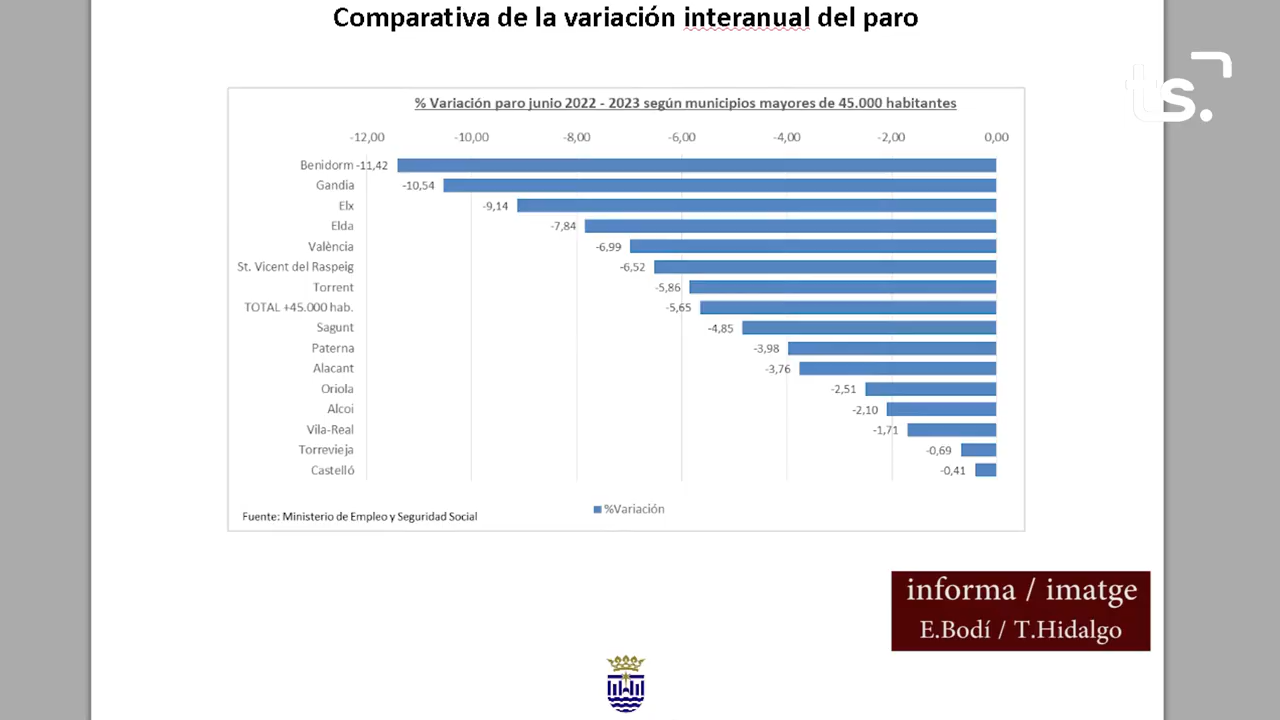 Comparativa de la variación interanual del paro
ts.
% Variación paro junio 2022 - 2023 según municipios mayores de 45.000 habitantes
-12,00 -10,00 -8,00 -6,00 -4,00 -2,00 0,00
Benidorm -11,42
Gandia -10,54
Elx -9,14
Elda -7,84
València -6,99
St. Vicent del Raspeig -6,52
Torrent -5,86
TOTAL +45.000 hab. -5,65
Sagunt -4,85
Paterna -3,98
Alacant -3,76
Oriola -2,51
Alcoi -2,10
Vila-Real -1,71
Torrevieja -0,69
Castelló -0,41
%Variación
Fuente: Ministerio de Empleo y Seguridad Social
informa / imatge
E.Bodí / T.Hidalgo